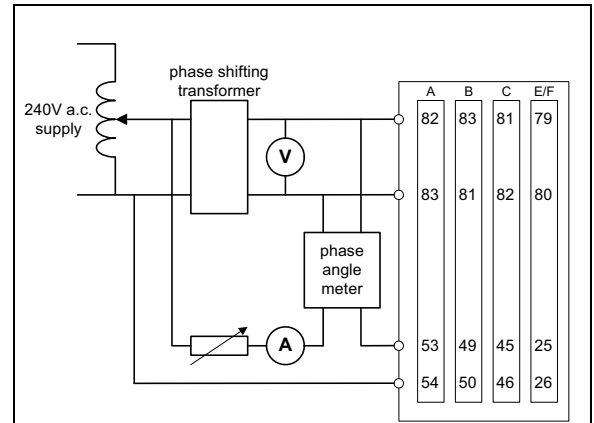 phase shifting
transformer
240V a.c.
supply
V
phase
angle
meter
A
A B C E/F
82 83 81 79
83 81 82 80
53 49 45 25
54 50 46 26